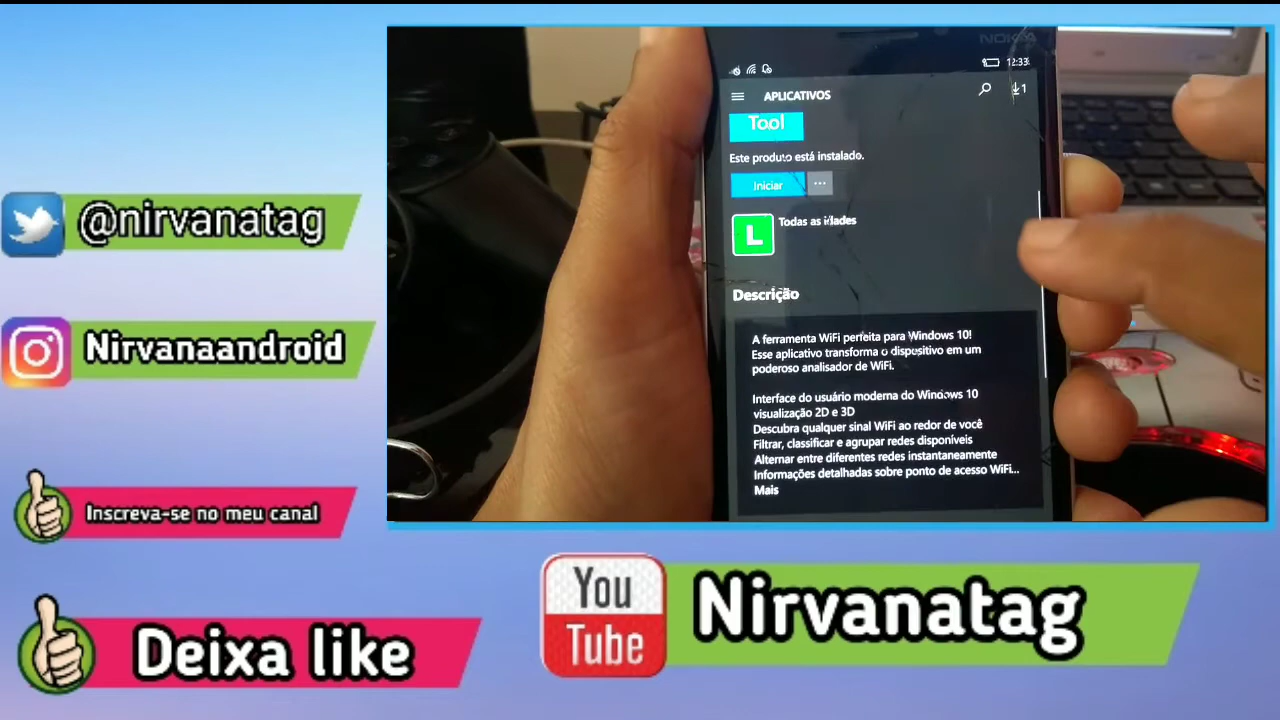 @nirvanatag
Nirvanaandroid
Inscreva-se no meu canal
Deixa like
You
Tube
Nirvanatag
NOKIA
12:33
APLICATIVOS
1
Tool
Este produto está instalado.
Iniciar
...
L
Todas as idades
Descrição
A ferramenta WiFi perfeita para Windows 10!
Esse aplicativo transforma o dispositivo em um
poderoso analisador de WiFi.
Interface do usuário moderna do Windows 10
visualização 2D e 3D
Descubra qualquer sinal WiFi ao redor de você
Filtrar, classificar e agrupar redes disponíveis
Alternar entre diferentes redes instantaneamente
Informações detalhadas sobre ponto de acesso WiFi...
Mais